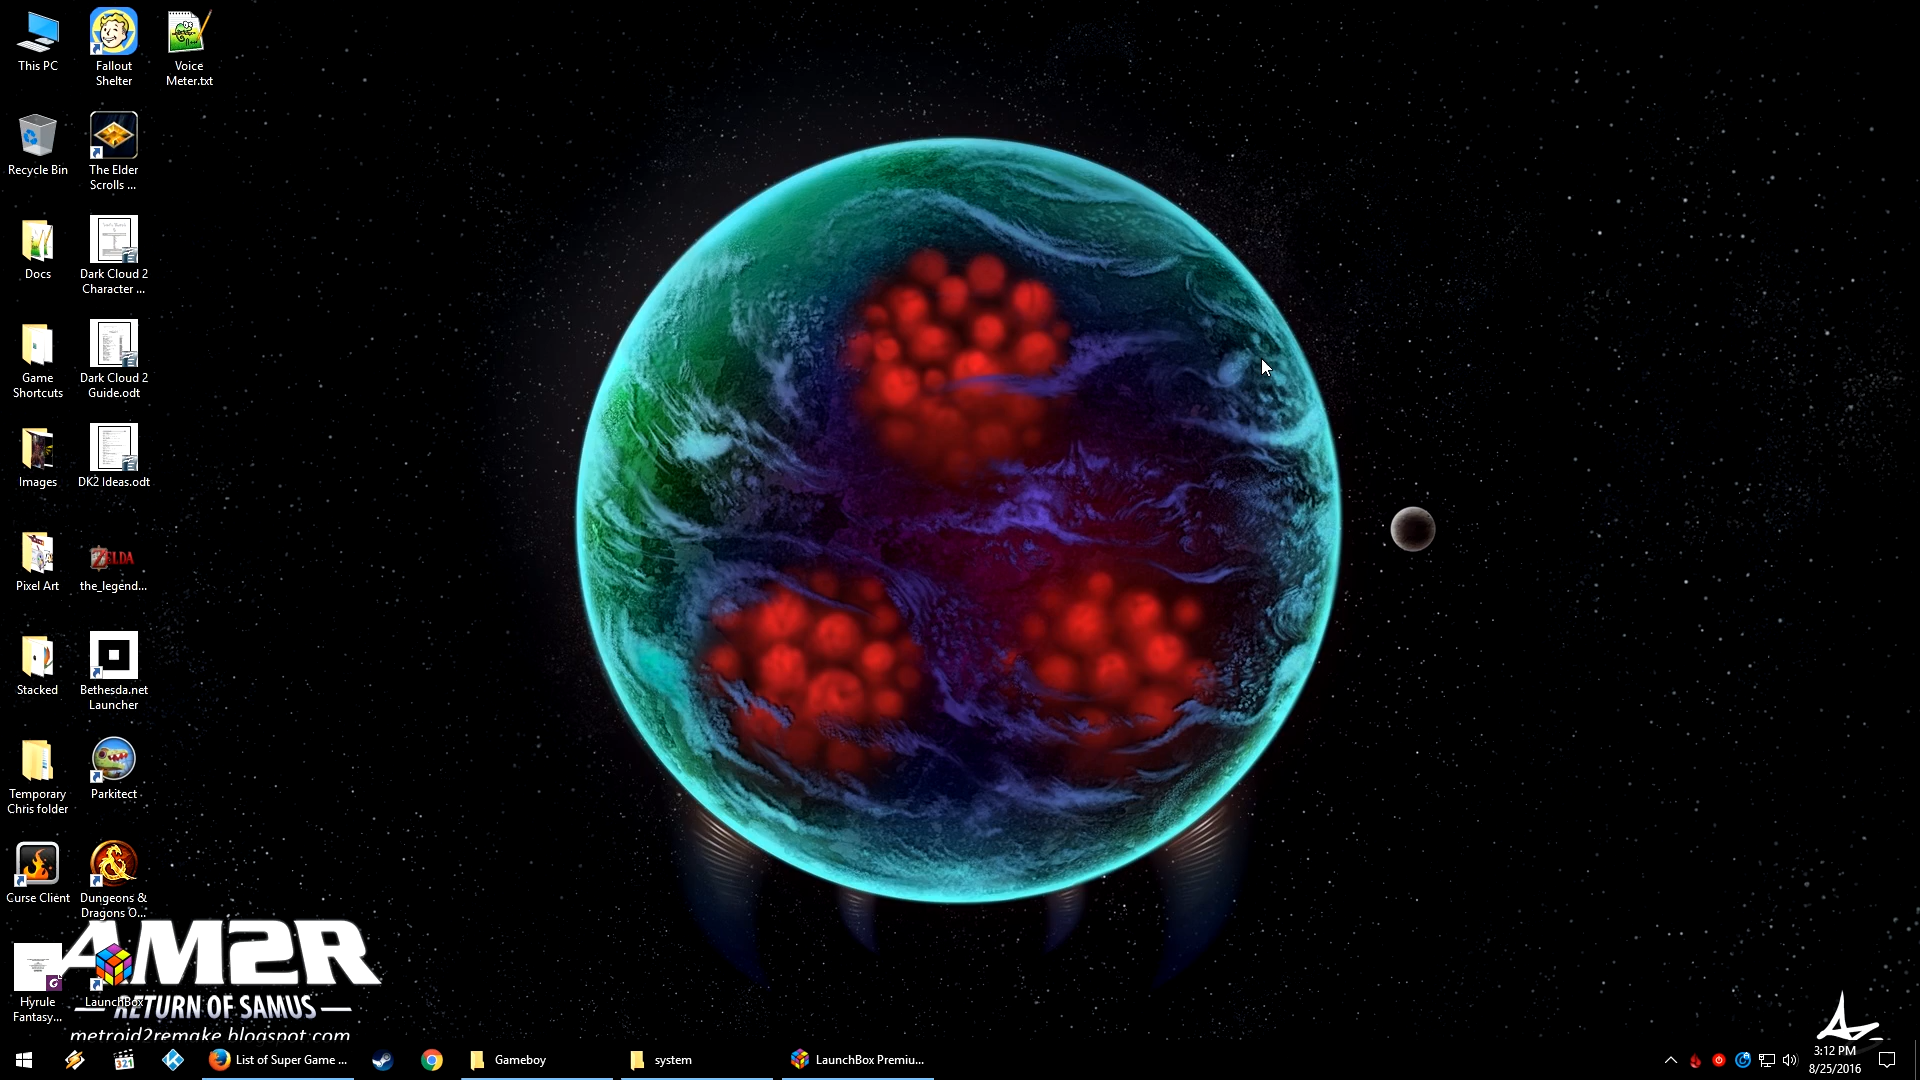 This PC
Fallout
Shelter
Voice
Meter.txt
Recycle Bin
The Elder
Scrolls ...
Docs
Dark Cloud 2
Character ...
Game
Shortcuts
Dark Cloud 2
Guide.odt
Images
DK2 Ideas.odt
Pixel Art
ZELDA
the_legend...
Stacked
Bethesda.net
Launcher
Temporary
Chris folder
Parkitect
Curse Client
Dungeons &
Dragons O...
Hyrule
Fantasy...
LaunchBox
AM2R
RETURN OF SAMUS
metroid2remake.blogspot.com
321
List of Super Game ...
Gameboy
system
LaunchBox Premiu...
3:12 PM
8/25/2016